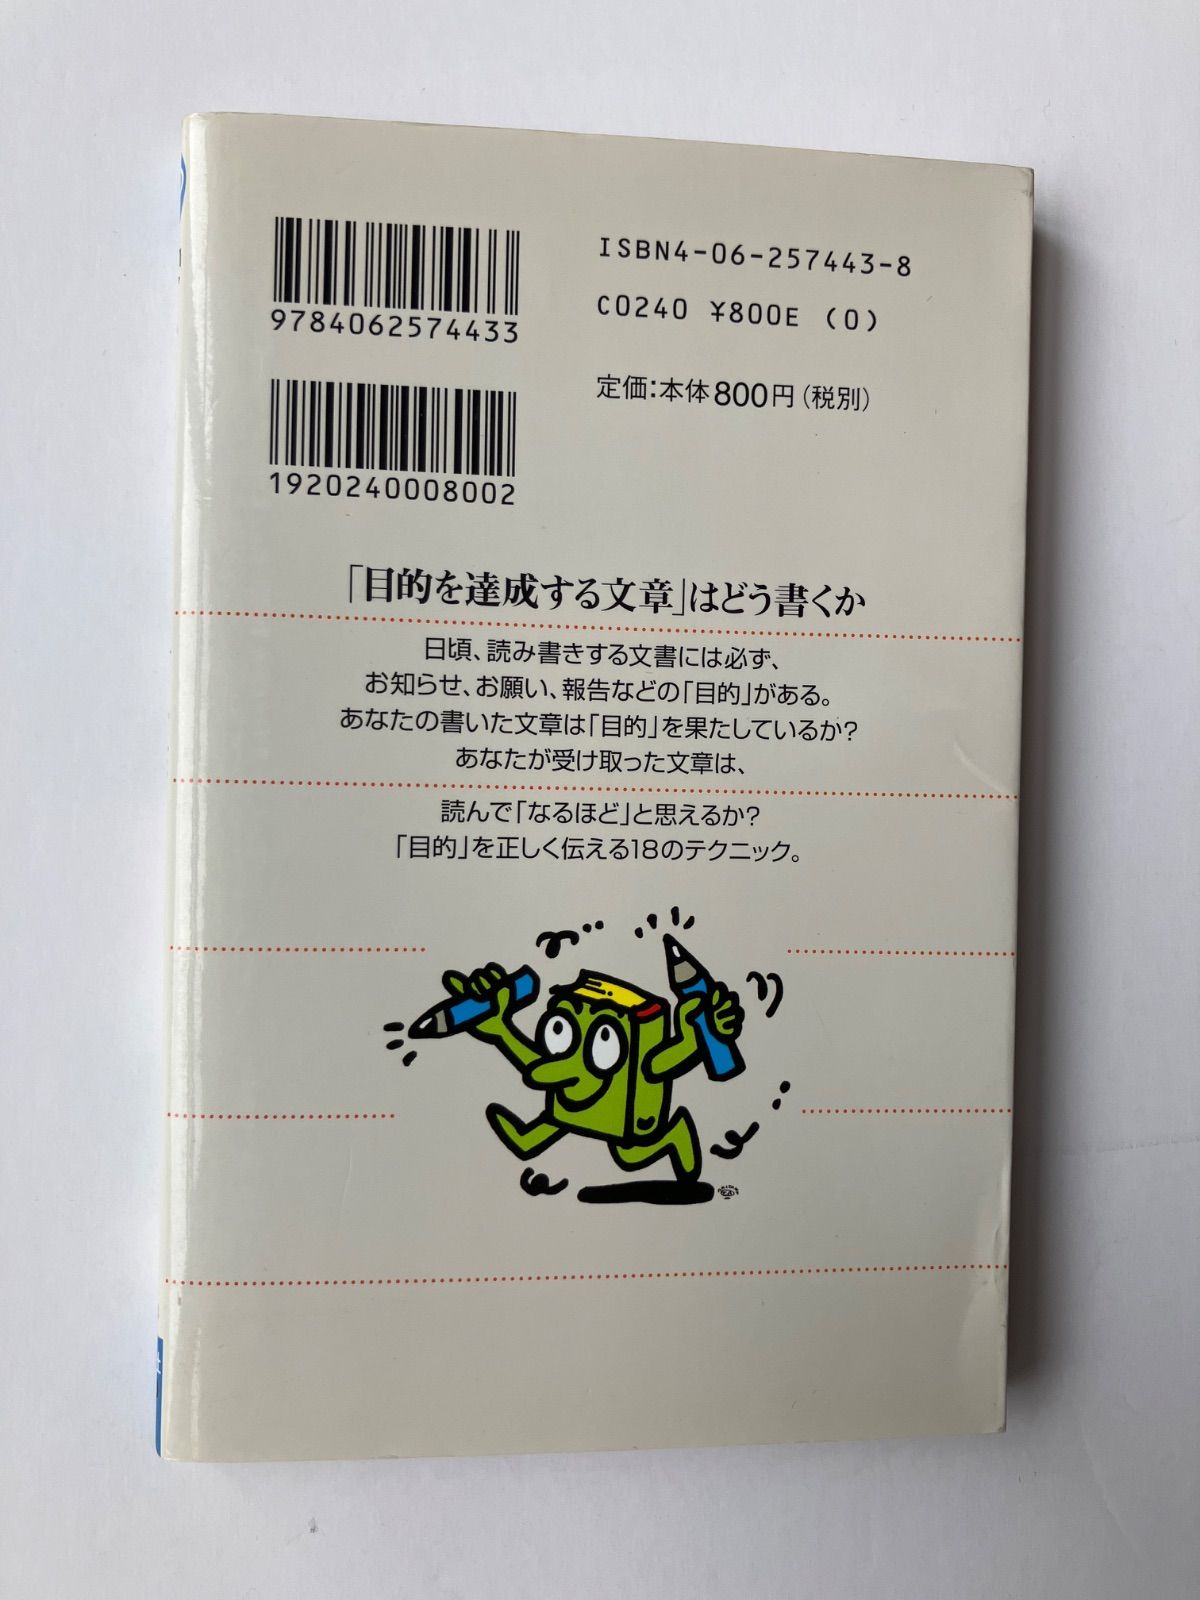 9784062574433
ISBN4-06-257443-8
C0240 ¥800E (0)
定価:本体800円(税別)
1920240008002
「目的を達成する文章」はどう書くか
日頃、読み書きする文書には必ず、
お知らせ、お願い、報告などの「目的」がある。
あなたの書いた文章は「目的」を果たしているか?
あなたが受け取った文章は、
読んで「なるほど」と思えるか?
「目的」を正しく伝える18のテクニック。